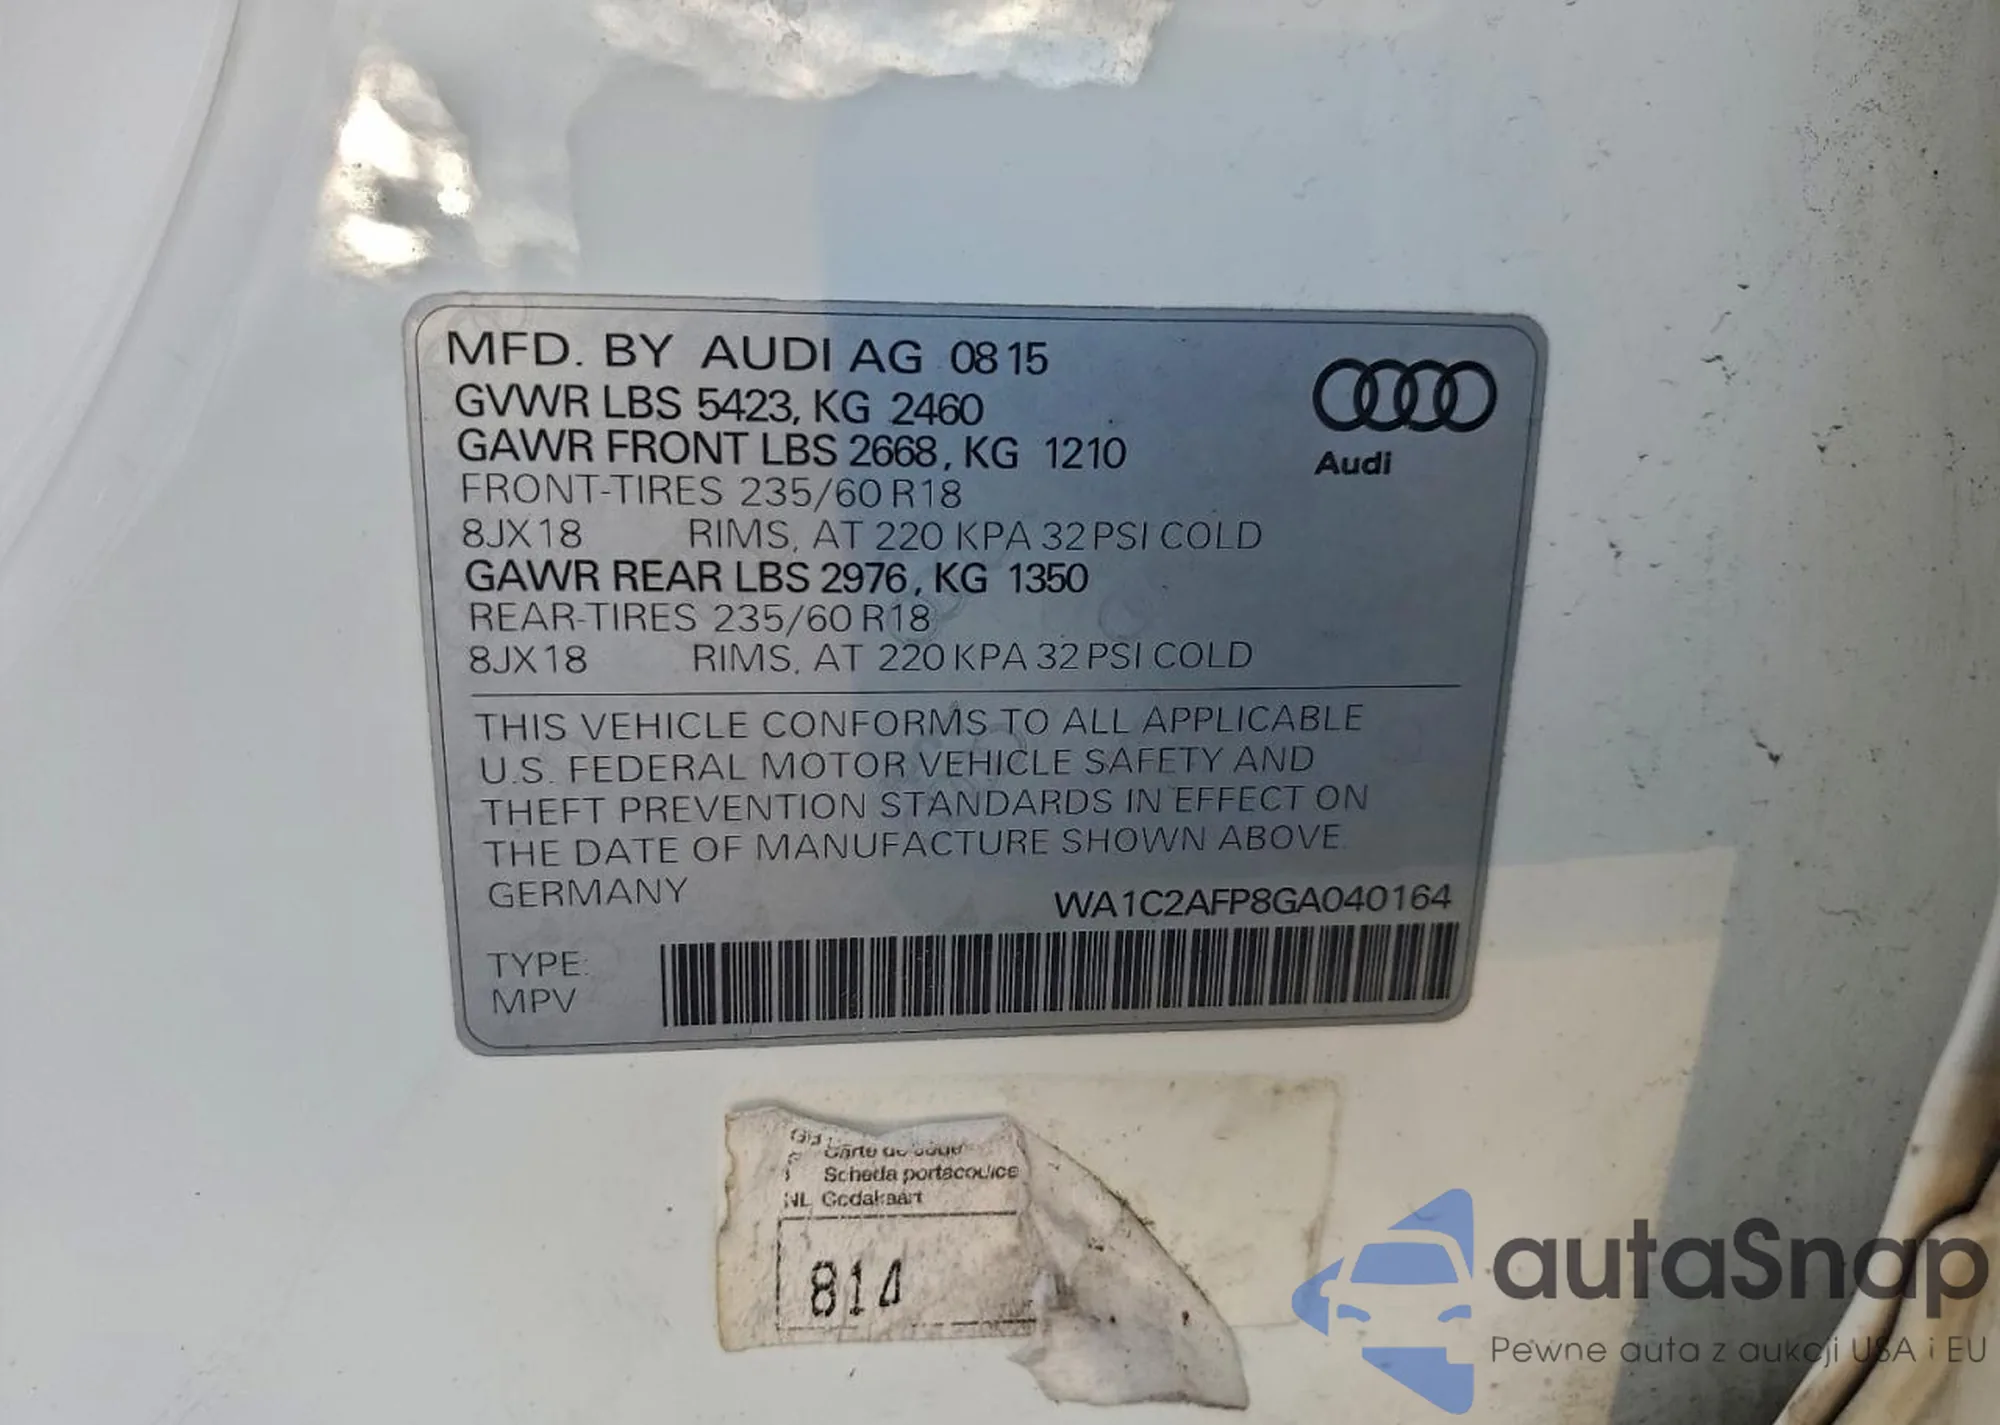 MFD. BY AUDI AG 08 15
GVWR LBS 5423, KG 2460
GAWR FRONT LBS 2668, KG 1210
FRONT-TIRES 235/60 R18
8JX18 RIMS, AT 220 KPA 32 PSI COLD
GAWR REAR LBS 2976, KG 1350
REAR-TIRES 235/60 R18
8JX18 RIMS, AT 220 KPA 32 PSI COLD
Audi
THIS VEHICLE CONFORMS TO ALL APPLICABLE
U.S. FEDERAL MOTOR VEHICLE SAFETY AND
THEFT PREVENTION STANDARDS IN EFFECT ON
THE DATE OF MANUFACTURE SHOWN ABOVE.
GERMANY WA1C2AFP8GA040164
TYPE:
MPV
Carte de
Scheda portacodice
NL Codakaart
814
autaSnap
Pewne auta z aukcji USA i EU